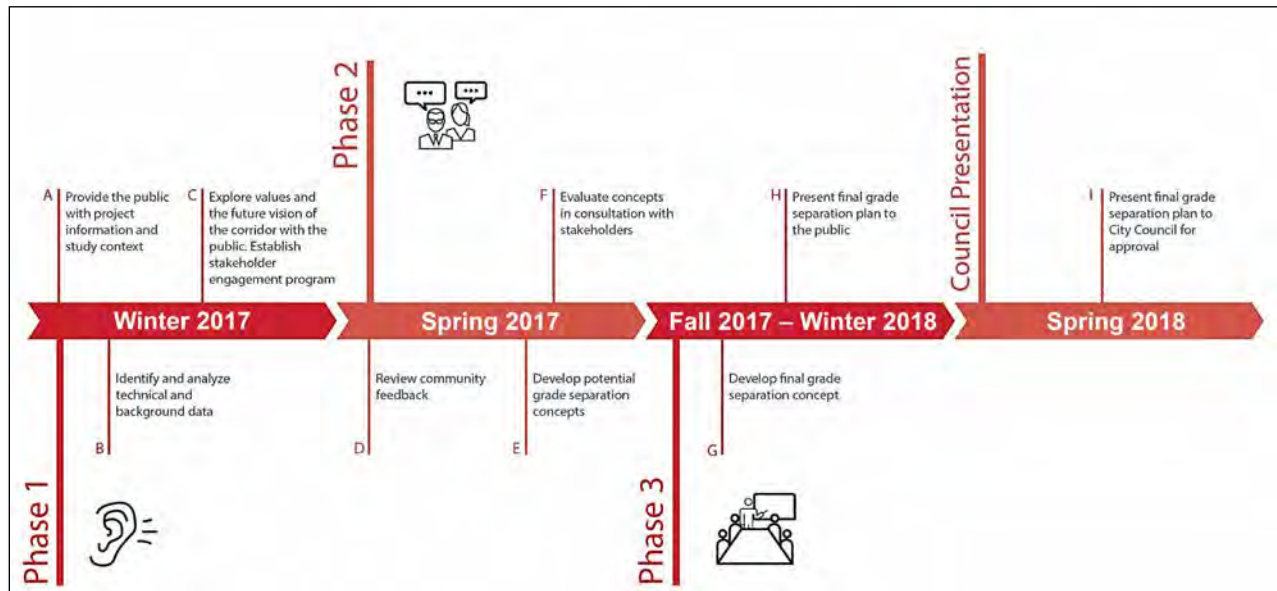 Phase 2
Council Presentation
A
Provide the public
with project
information and
study context
C
Explore values and
the future vision of
the corridor with the
public. Establish
stakeholder
engagement program
F
Evaluate concepts
in consultation with
stakeholders
H
Present final grade
separation plan to
the public
I
Present final grade
separation plan to
City Council for
approval
Winter 2017
Spring 2017
Fall 2017 – Winter 2018
Spring 2018
Identify and analyze
technical and
background data
B
Review community
feedback
D
Develop potential
grade separation
concepts
E
Develop final grade
separation concept
G
Phase 1
Phase 3